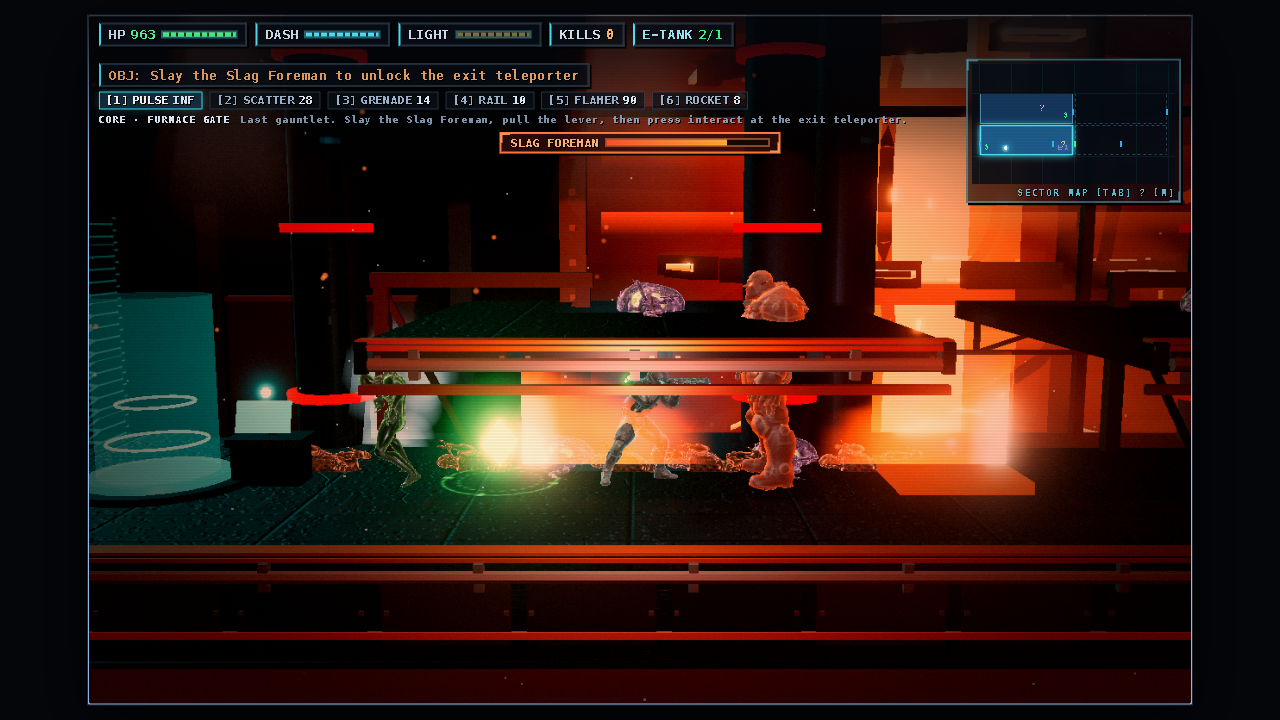 HP 963 DASH LIGHT KILLS 0 E-TANK 2/1
OBJ: Slay the Slag Foreman to unlock the exit teleporter
[1] PULSE INF [2] SCATTER 28 [3] GRENADE 14 [4] RAIL 10 [5] FLAMER 90 [6] ROCKET 8
CORE · FURNACE GATE Last gauntlet. Slay the Slag Foreman, pull the lever, then press interact at the exit teleporter.
SLAG FOREMAN
SECTOR MAP [TAB] ? [M]